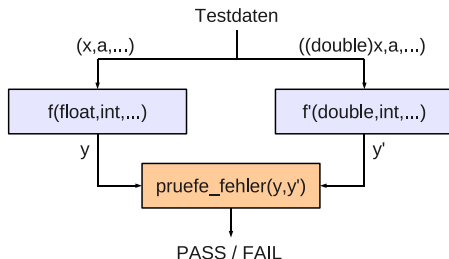 Testdaten
(x,a,...)
((double)x,a,...)
f(float,int,...)
f'(double,int,...)
y
y'
pruefe_fehler(y,y')
PASS / FAIL